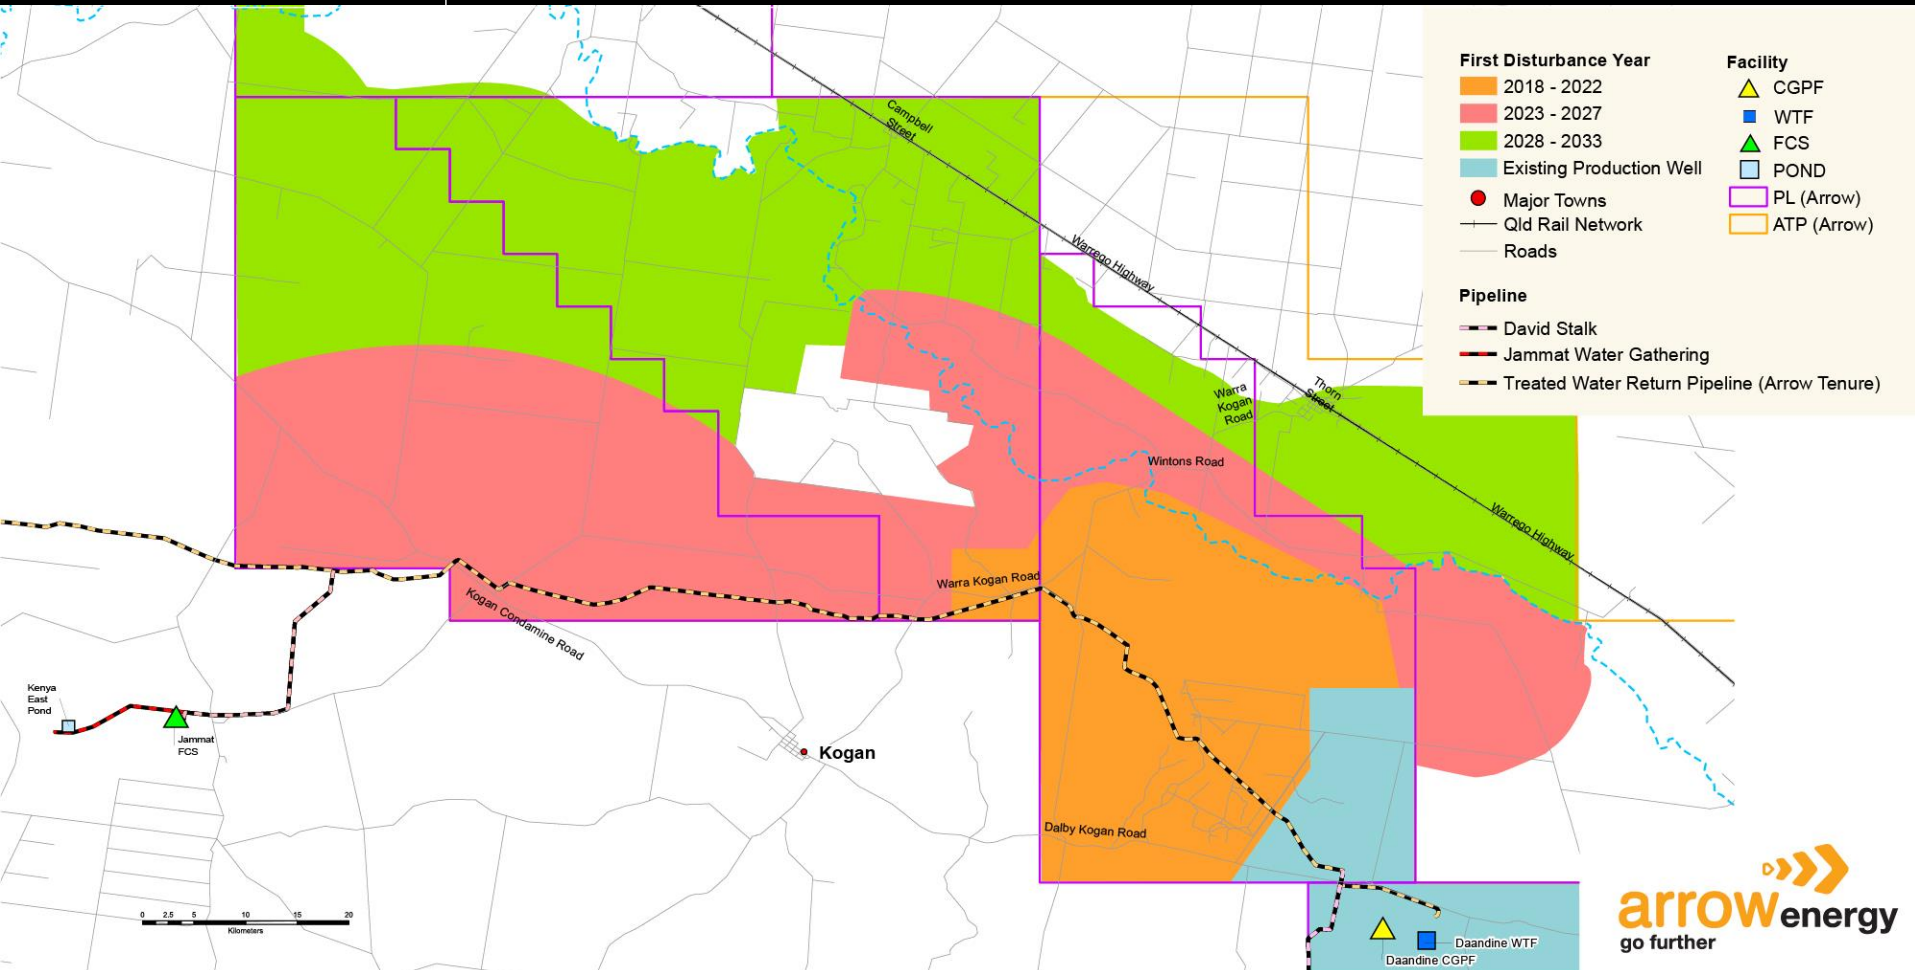 First Disturbance Year
2018 - 2022
2023 - 2027
2028 - 2033
Existing Production Well
Major Towns
Qld Rail Network
Roads
Facility
CGPF
WTF
FCS
POND
PL (Arrow)
ATP (Arrow)
Pipeline
David Stalk
Jammat Water Gathering
Treated Water Return Pipeline (Arrow Tenure)
Campbell
Street
Warrego Highway
Thorn
Street
Warra
Kogan
Road
Wintons Road
Warrego Highway
Warra Kogan Road
Kogan Condamine Road
Kenya
East
Pond
Jammat
FCS
Kogan
Dalby Kogan Road
0 2.5 5 10 15 20
Kilometers
Daandine WTF
Daandine CGPF
arrowenergy
go further